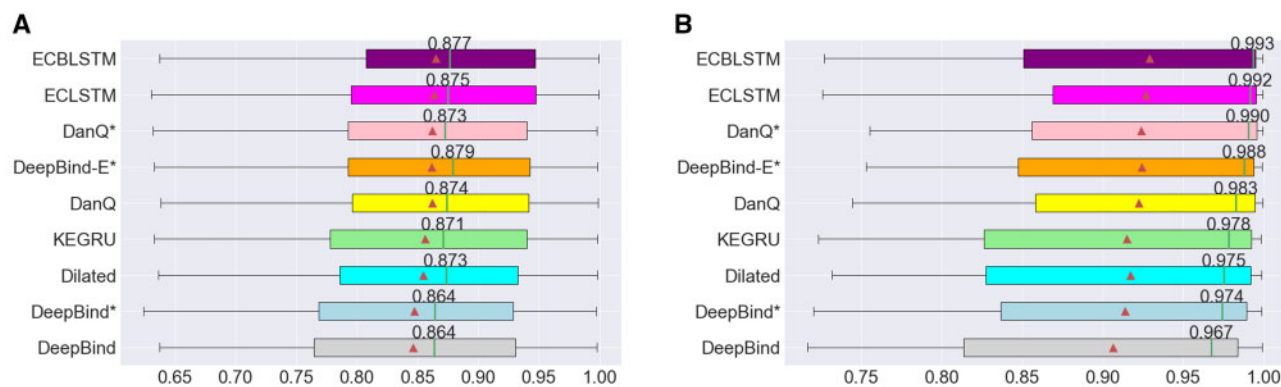 A
ECBLSTM 0.877
ECLSTM 0.875
DanQ* 0.873
DeepBind-E* 0.879
DanQ 0.874
KEGRU 0.871
Dilated 0.873
DeepBind* 0.864
DeepBind 0.864
0.65 0.70 0.75 0.80 0.85 0.90 0.95 1.00
B
ECBLSTM 0.993
ECLSTM 0.992
DanQ* 0.990
DeepBind-E* 0.988
DanQ 0.983
KEGRU 0.978
Dilated 0.975
DeepBind* 0.974
DeepBind 0.967
0.75 0.80 0.85 0.90 0.95 1.00